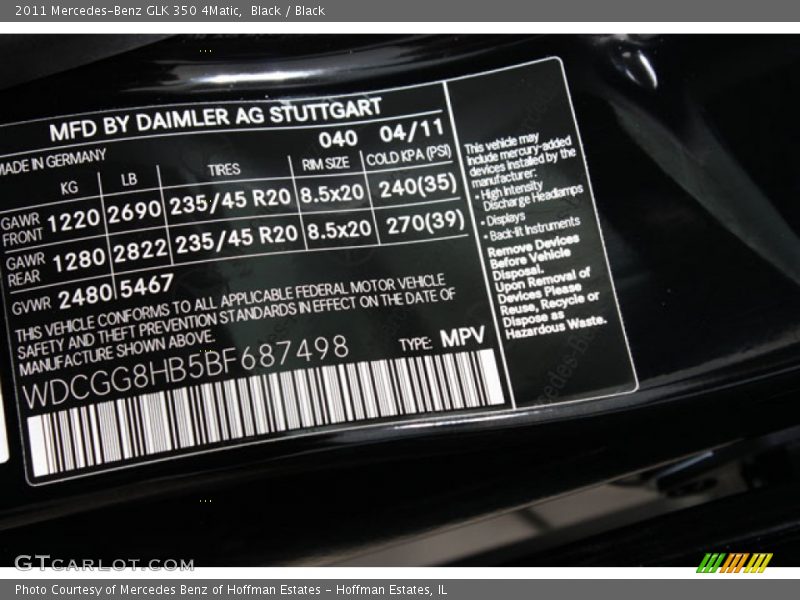 2011 Mercedes-Benz GLK 350 4Matic,  Black / Black
MFD BY DAIMLER AG STUTTGART
MADE IN GERMANY
040 04/11
KG LB TIRES RIM SIZE COLD KPA (PSI)
GAWR FRONT 1220 2690 235/45 R20 8.5x20 240(35)
GAWR REAR 1280 2822 235/45 R20 8.5x20 270(39)
GVWR 2480 5467
THIS VEHICLE CONFORMS TO ALL APPLICABLE FEDERAL MOTOR VEHICLE
SAFETY AND THEFT PREVENTION STANDARDS IN EFFECT ON THE DATE OF
MANUFACTURE SHOWN ABOVE.
WDCGG8HB5BF687498 TYPE: MPV
This vehicle may
include mercury-added
devices installed by the
manufacturer:
• High Intensity
Discharge Headlamps
• Displays
• Back-lit Instruments
Remove Devices
Before Vehicle
Disposal.
Upon Removal of
Devices Please
Reuse, Recycle or
Dispose as
Hazardous Waste.
GTCARLOT.COM
Photo Courtesy of Mercedes Benz of Hoffman Estates - Hoffman Estates, IL